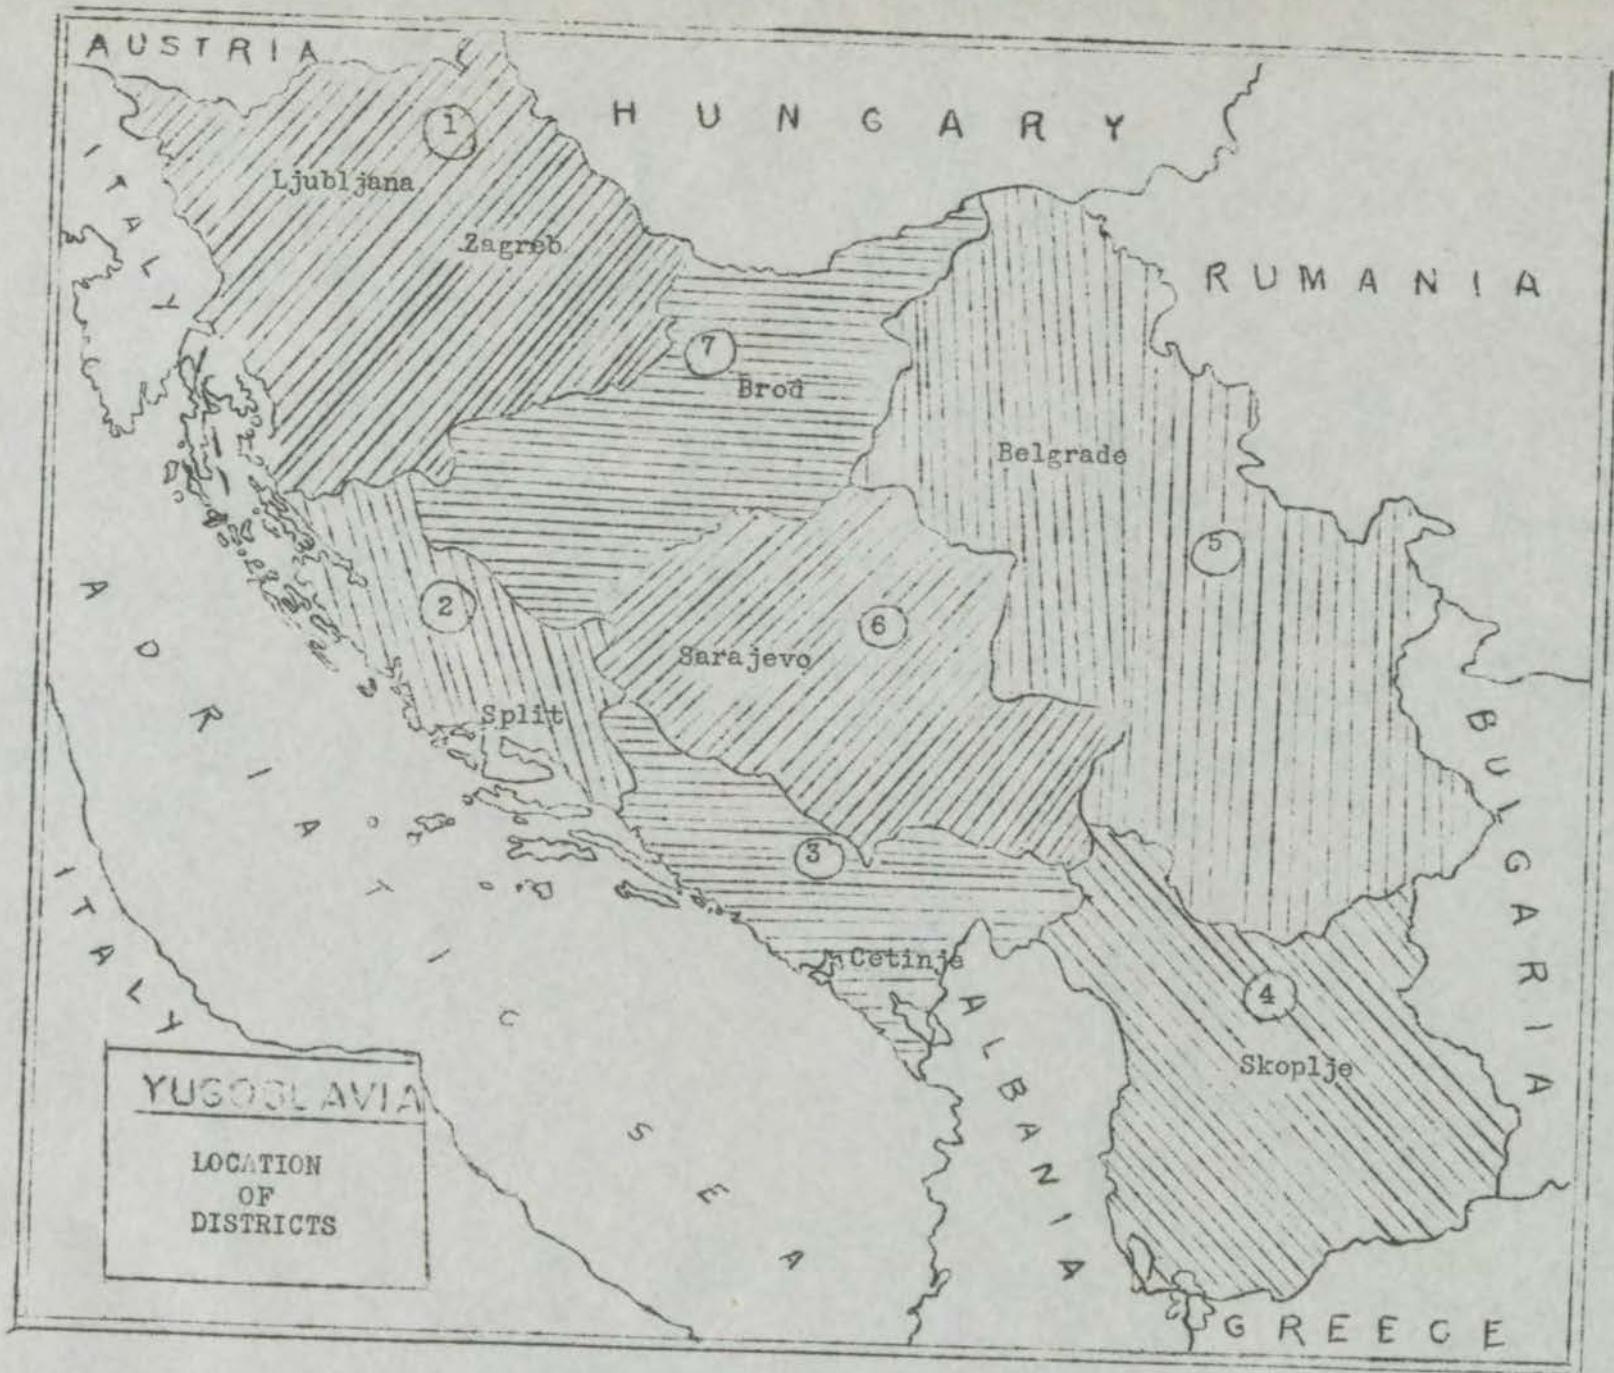 AUSTRIA
HUNGARY
1
Ljubljana
ITALY
Zagreb
RUMANIA
7
Brod
Belgrade
5
2
6
Sarajevo
Split
ADRIATIC SEA
BULGARIA
3
ITALY
Cetinje
4
Skoplje
ALBANIA
YUGOSLAVIA
LOCATION
OF
DISTRICTS
GREECE